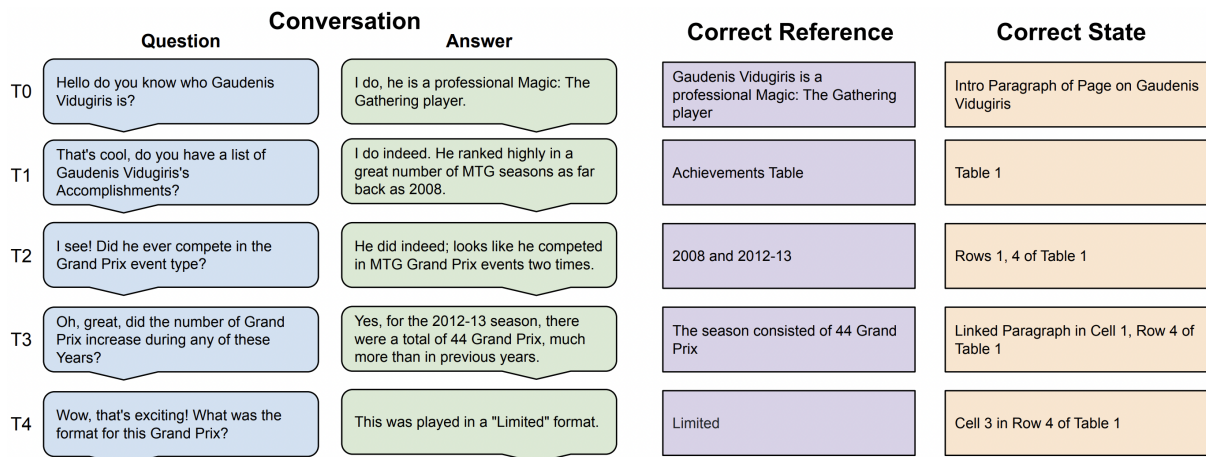 Conversation
Question
Answer
Correct Reference
Correct State
T0
Hello do you know who Gaudenis
Vidugiris is?
I do, he is a professional Magic: The
Gathering player.
Gaudenis Vidugiris is a
professional Magic: The Gathering
player
Intro Paragraph of Page on Gaudenis
Vidugiris
T1
That's cool, do you have a list of
Gaudenis Vidugiris's
Accomplishments?
I do indeed. He ranked highly in a
great number of MTG seasons as far
back as 2008.
Achievements Table
Table 1
T2
I see! Did he ever compete in the
Grand Prix event type?
He did indeed; looks like he competed
in MTG Grand Prix events two times.
2008 and 2012-13
Rows 1, 4 of Table 1
T3
Oh, great, did the number of Grand
Prix increase during any of these
Years?
Yes, for the 2012-13 season, there
were a total of 44 Grand Prix, much
more than in previous years.
The season consisted of 44 Grand
Prix
Linked Paragraph in Cell 1, Row 4 of
Table 1
T4
Wow, that's exciting! What was the
format for this Grand Prix?
This was played in a "Limited" format.
Limited
Cell 3 in Row 4 of Table 1